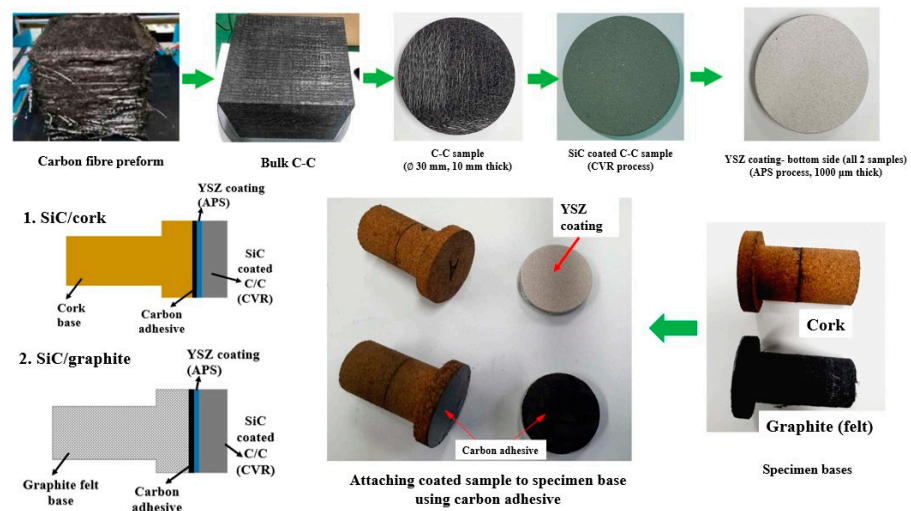 Carbon fibre preform
Bulk C-C
C-C sample
(Ø 30 mm, 10 mm thick)
SiC coated C-C sample
(CVR process)
YSZ coating- bottom side (all 2 samples)
(APS process, 1000 µm thick)
1. SiC/cork
YSZ coating
(APS)
SiC
coated
C/C
(CVR)
Cork
base
Carbon
adhesive
2. SiC/graphite
YSZ coating
(APS)
SiC
coated
C/C
(CVR)
Graphite felt
base
Carbon
adhesive
YSZ
coating
Carbon adhesive
Attaching coated sample to specimen base
using carbon adhesive
Cork
Graphite (felt)
Specimen bases